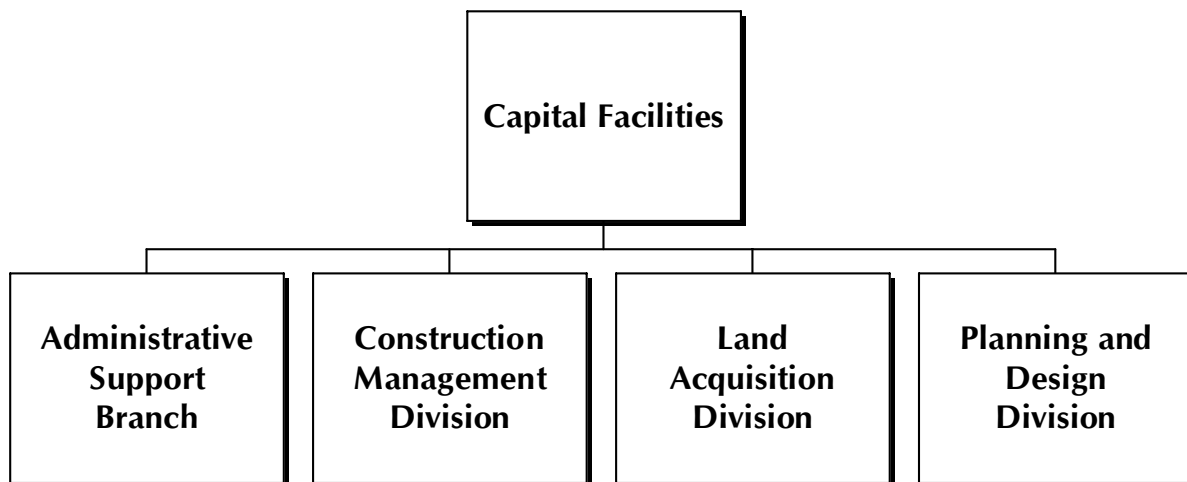 Capital Facilities
Administrative
Support
Branch
Construction
Management
Division
Land
Acquisition
Division
Planning and
Design
Division